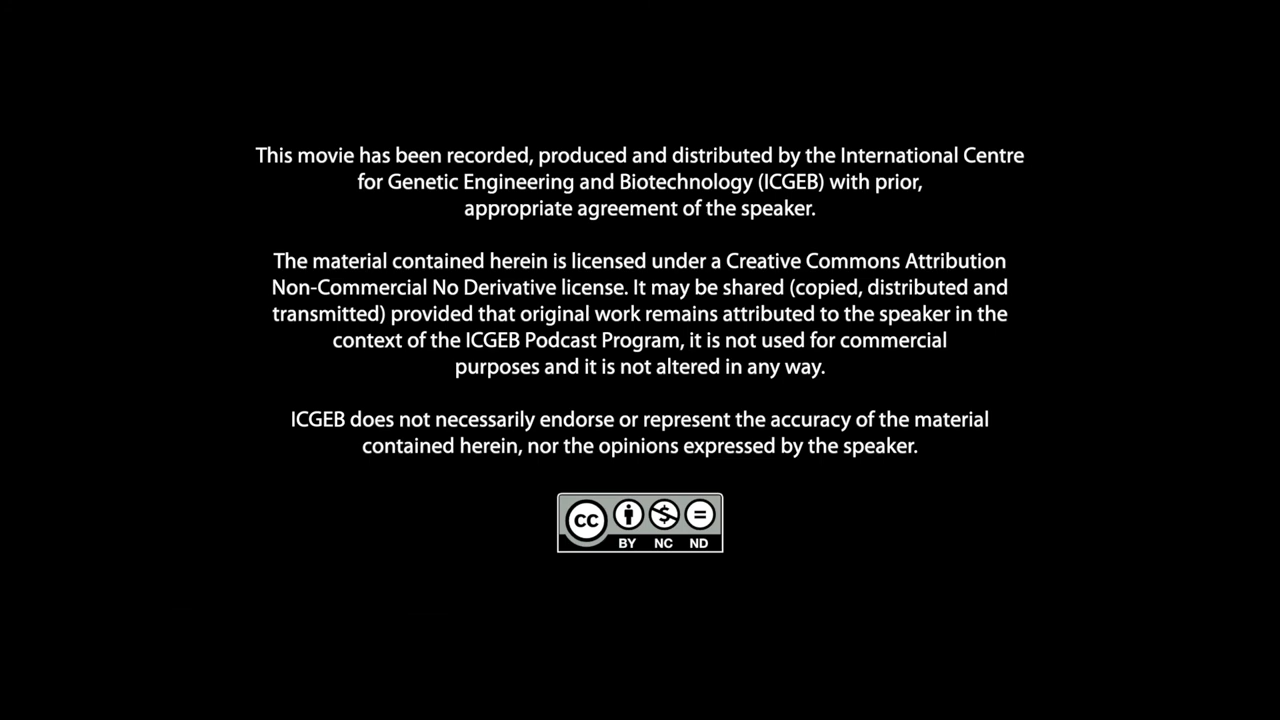 This movie has been recorded, produced and distributed by the International Centre
for Genetic Engineering and Biotechnology (ICGEB) with prior,
appropriate agreement of the speaker.
The material contained herein is licensed under a Creative Commons Attribution
Non-Commercial No Derivative license. It may be shared (copied, distributed and
transmitted) provided that original work remains attributed to the speaker in the
context of the ICGEB Podcast Program, it is not used for commercial
purposes and it is not altered in any way.
ICGEB does not necessarily endorse or represent the accuracy of the material
contained herein, nor the opinions expressed by the speaker.
cc $ =
BY NC ND